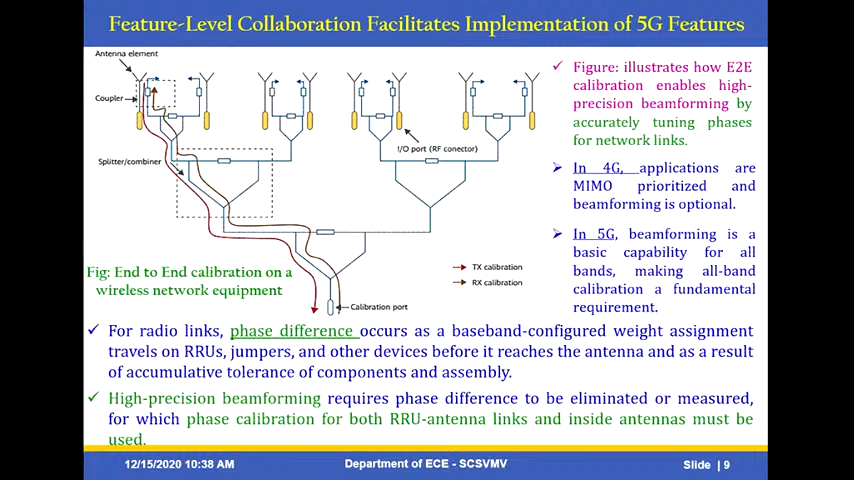 Feature-Level Collaboration Facilitates Implementation of 5G Features
Antenna element
Coupler
Splitter/combiner
I/O port (RF conector)
TX calibration
RX calibration
Calibration port
Fig: End to End calibration on a
wireless network equipment
✓ Figure: illustrates how E2E
calibration enables high-
precision beamforming by
accurately tuning phases
for network links.
➢ In 4G, applications are
MIMO prioritized and
beamforming is optional.
➢ In 5G, beamforming is a
basic capability for all
bands, making all-band
calibration a fundamental
requirement.
✓ For radio links, phase difference occurs as a baseband-configured weight assignment
travels on RRUs, jumpers, and other devices before it reaches the antenna and as a result
of accumulative tolerance of components and assembly.
✓ High-precision beamforming requires phase difference to be eliminated or measured,
for which phase calibration for both RRU-antenna links and inside antennas must be
used.
12/15/2020 10:38 AM
Department of ECE - SCSVMV
Slide | 9